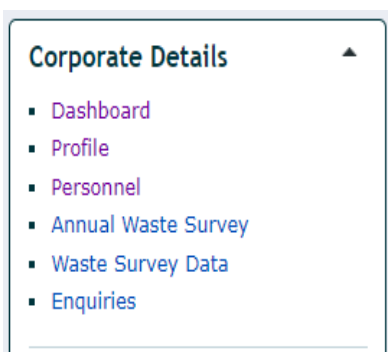 Corporate Details
Dashboard
Profile
Personnel
Annual Waste Survey
Waste Survey Data
Enquiries